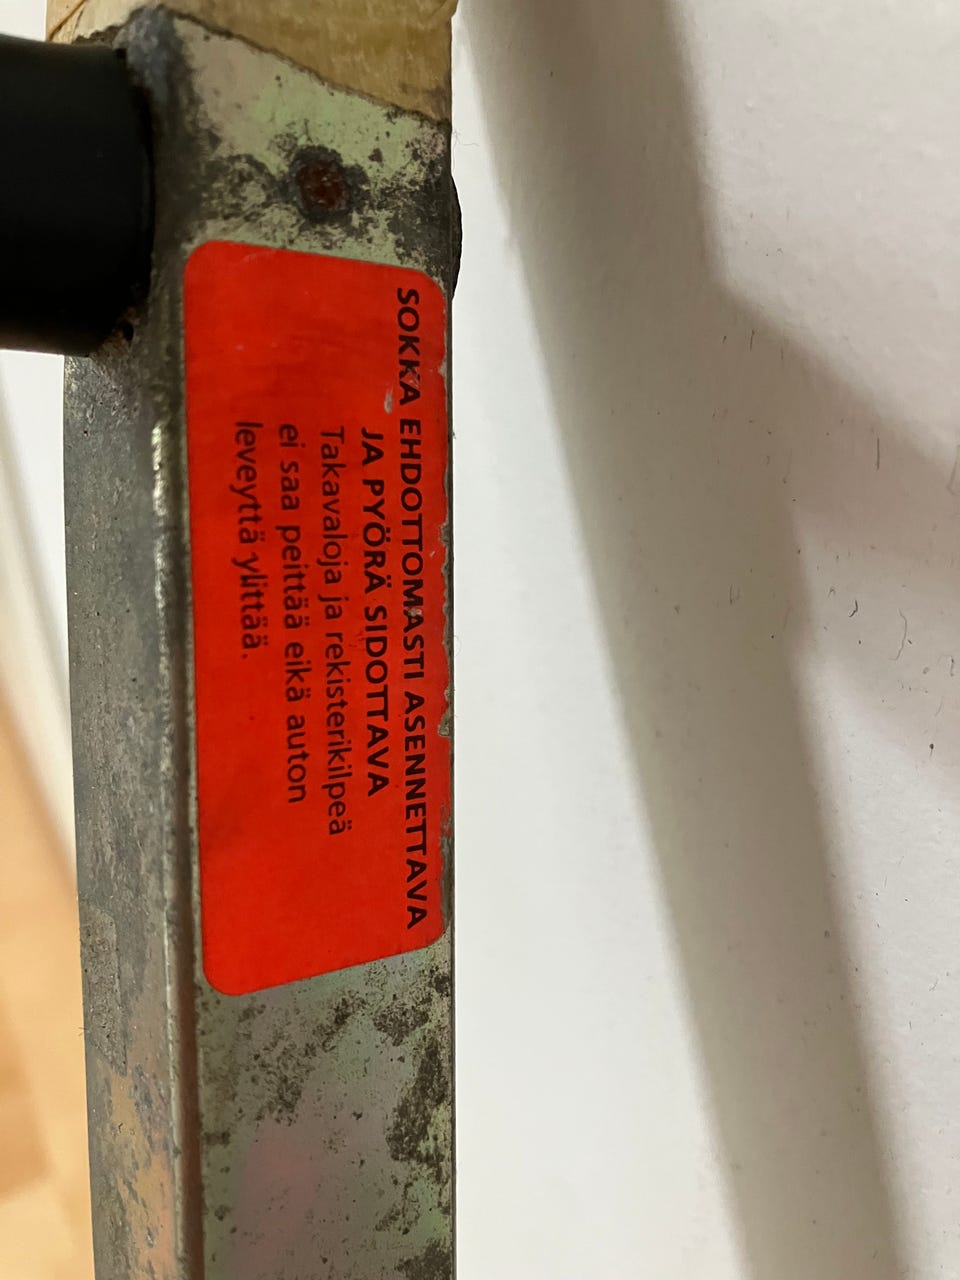 SOKKA EHDOTTOMASTI ASENNETTAVA
JA PYÖRÄ SIDOTTAVA
Takavaloja ja rekisterikilpeä
ei saa peittää eikä auton
leveyttä ylittää.